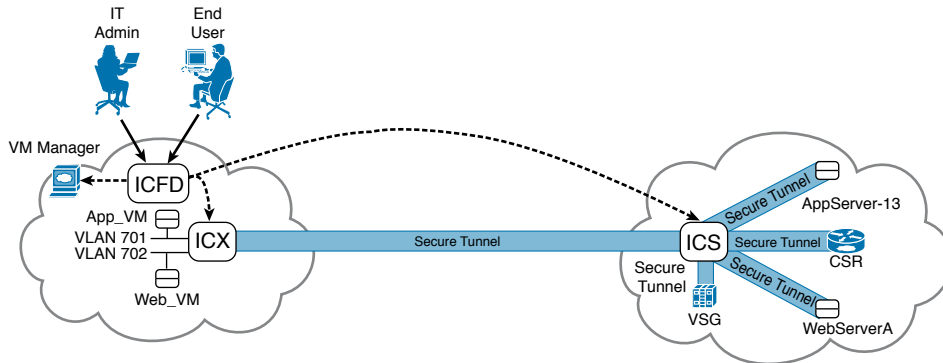 IT
Admin
End
User
VM Manager
ICFD
App_VM
VLAN 701
VLAN 702
ICX
Web_VM
Secure Tunnel
ICS
Secure Tunnel
AppServer-13
Secure Tunnel
CSR
Secure
Tunnel
VSG
Secure Tunnel
WebServerA